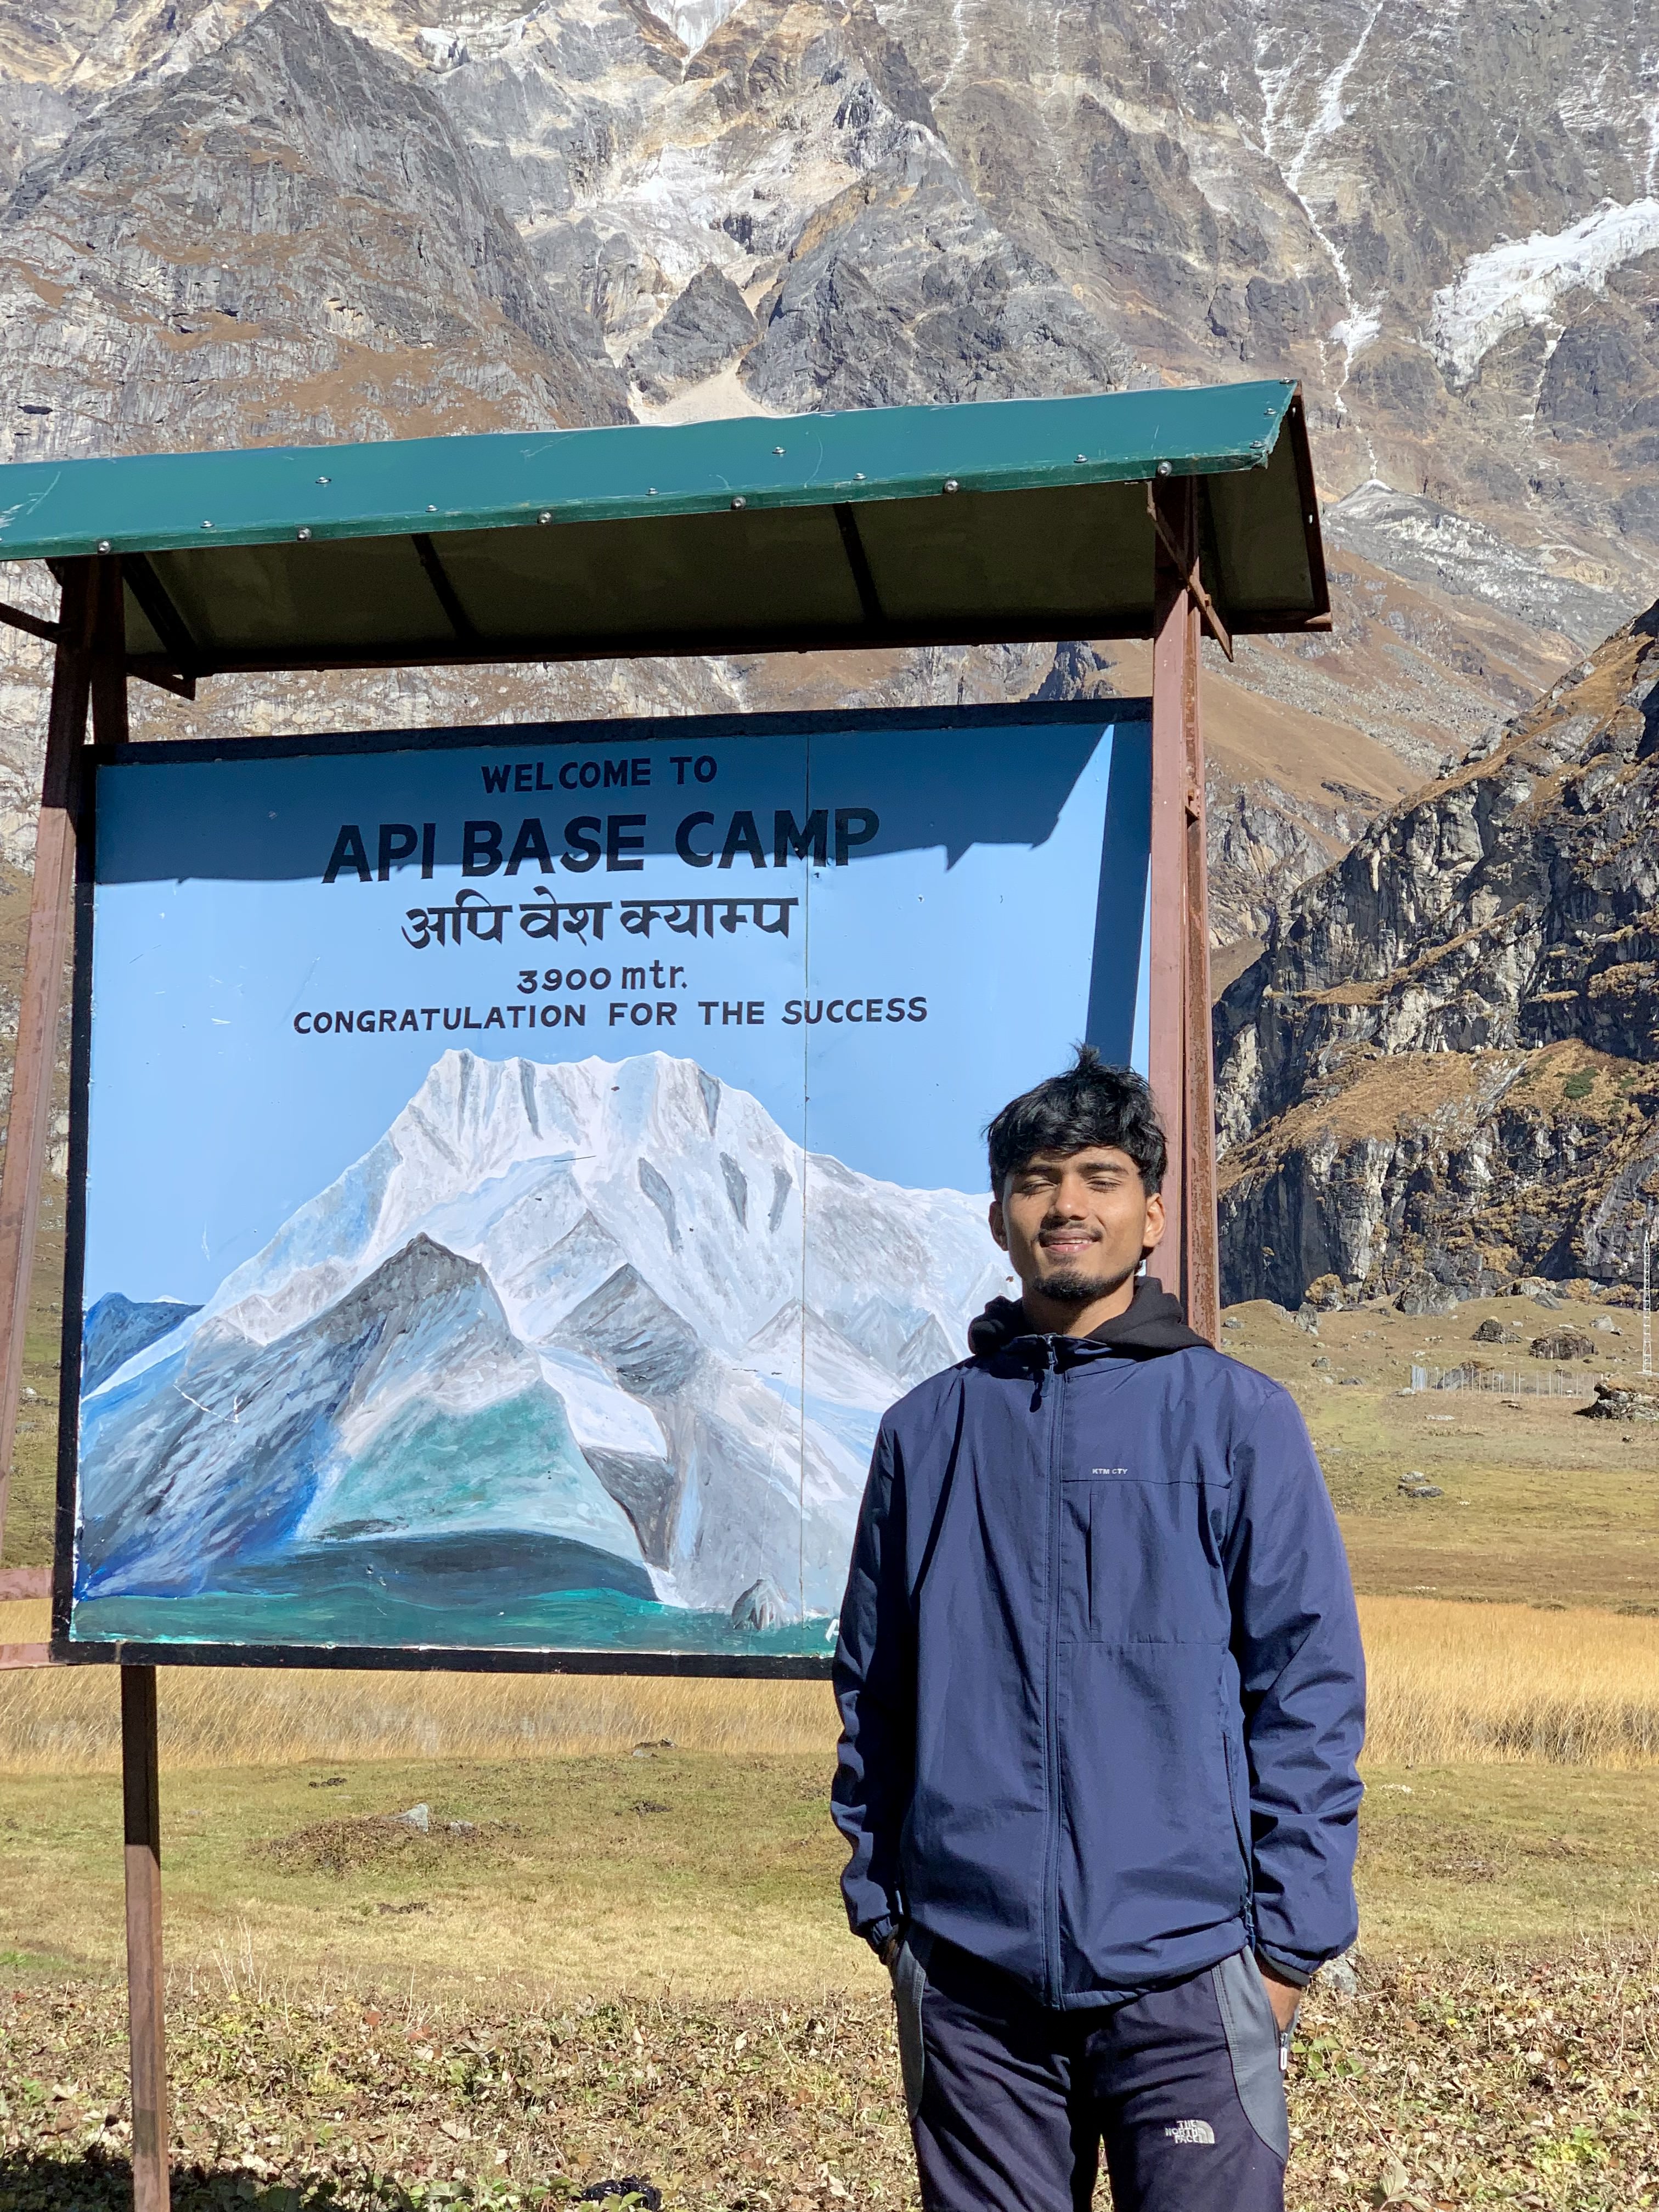 WELCOME TO
API BASE CAMP
अपि वेश क्याम्प
3900 mtr.
CONGRATULATION FOR THE SUCCESS
KTM CTY
THE
NORTH
FACE